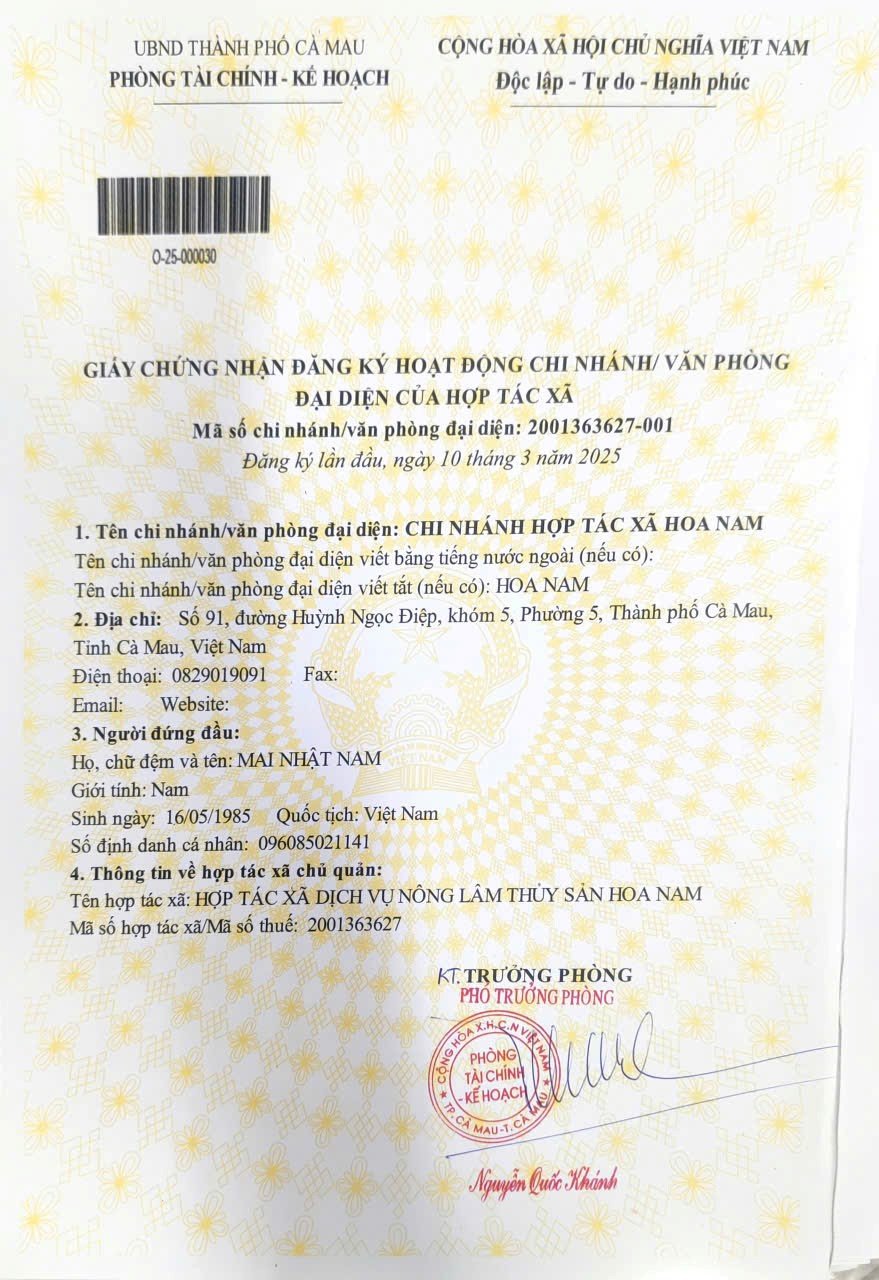 UBND THÀNH PHỐ CÀ MAU
PHÒNG TÀI CHÍNH - KẾ HOẠCH
CỘNG HÒA XÃ HỘI CHỦ NGHĨA VIỆT NAM
Độc lập - Tự do - Hạnh phúc
O-25-000030
GIẤY CHỨNG NHẬN ĐĂNG KÝ HOẠT ĐỘNG CHI NHÁNH/ VĂN PHÒNG
ĐẠI DIỆN CỦA HỢP TÁC XÃ
Mã số chi nhánh/văn phòng đại diện: 2001363627-001
Đăng ký lần đầu, ngày 10 tháng 3 năm 2025
1. Tên chi nhánh/văn phòng đại diện: CHI NHÁNH HỢP TÁC XÃ HOA NAM
Tên chi nhánh/văn phòng đại diện viết bằng tiếng nước ngoài (nếu có):
Tên chi nhánh/văn phòng đại diện viết tắt (nếu có): HOA NAM
2. Địa chỉ: Số 91, đường Huỳnh Ngọc Điệp, khóm 5, Phường 5, Thành phố Cà Mau,
Tỉnh Cà Mau, Việt Nam
Điện thoại: 0829019091 Fax:
Email: Website:
3. Người đứng đầu:
Họ, chữ đệm và tên: MAI NHẬT NAM
Giới tính: Nam
Sinh ngày: 16/05/1985 Quốc tịch: Việt Nam
Số định danh cá nhân: 096085021141
4. Thông tin về hợp tác xã chủ quản:
Tên hợp tác xã: HỢP TÁC XÃ DỊCH VỤ NÔNG LÂM THỦY SẢN HOA NAM
Mã số hợp tác xã/Mã số thuế: 2001363627
KT. TRƯỞNG PHÒNG
PHÓ TRƯỞNG PHÒNG
CỘNG HÒA X.H.C.N VIỆT NAM
PHÒNG
TÀI CHÍNH
-KẾ HOẠCH
TP.CÀ MAU-T.CÀ MAU
Nguyễn Quốc Khánh